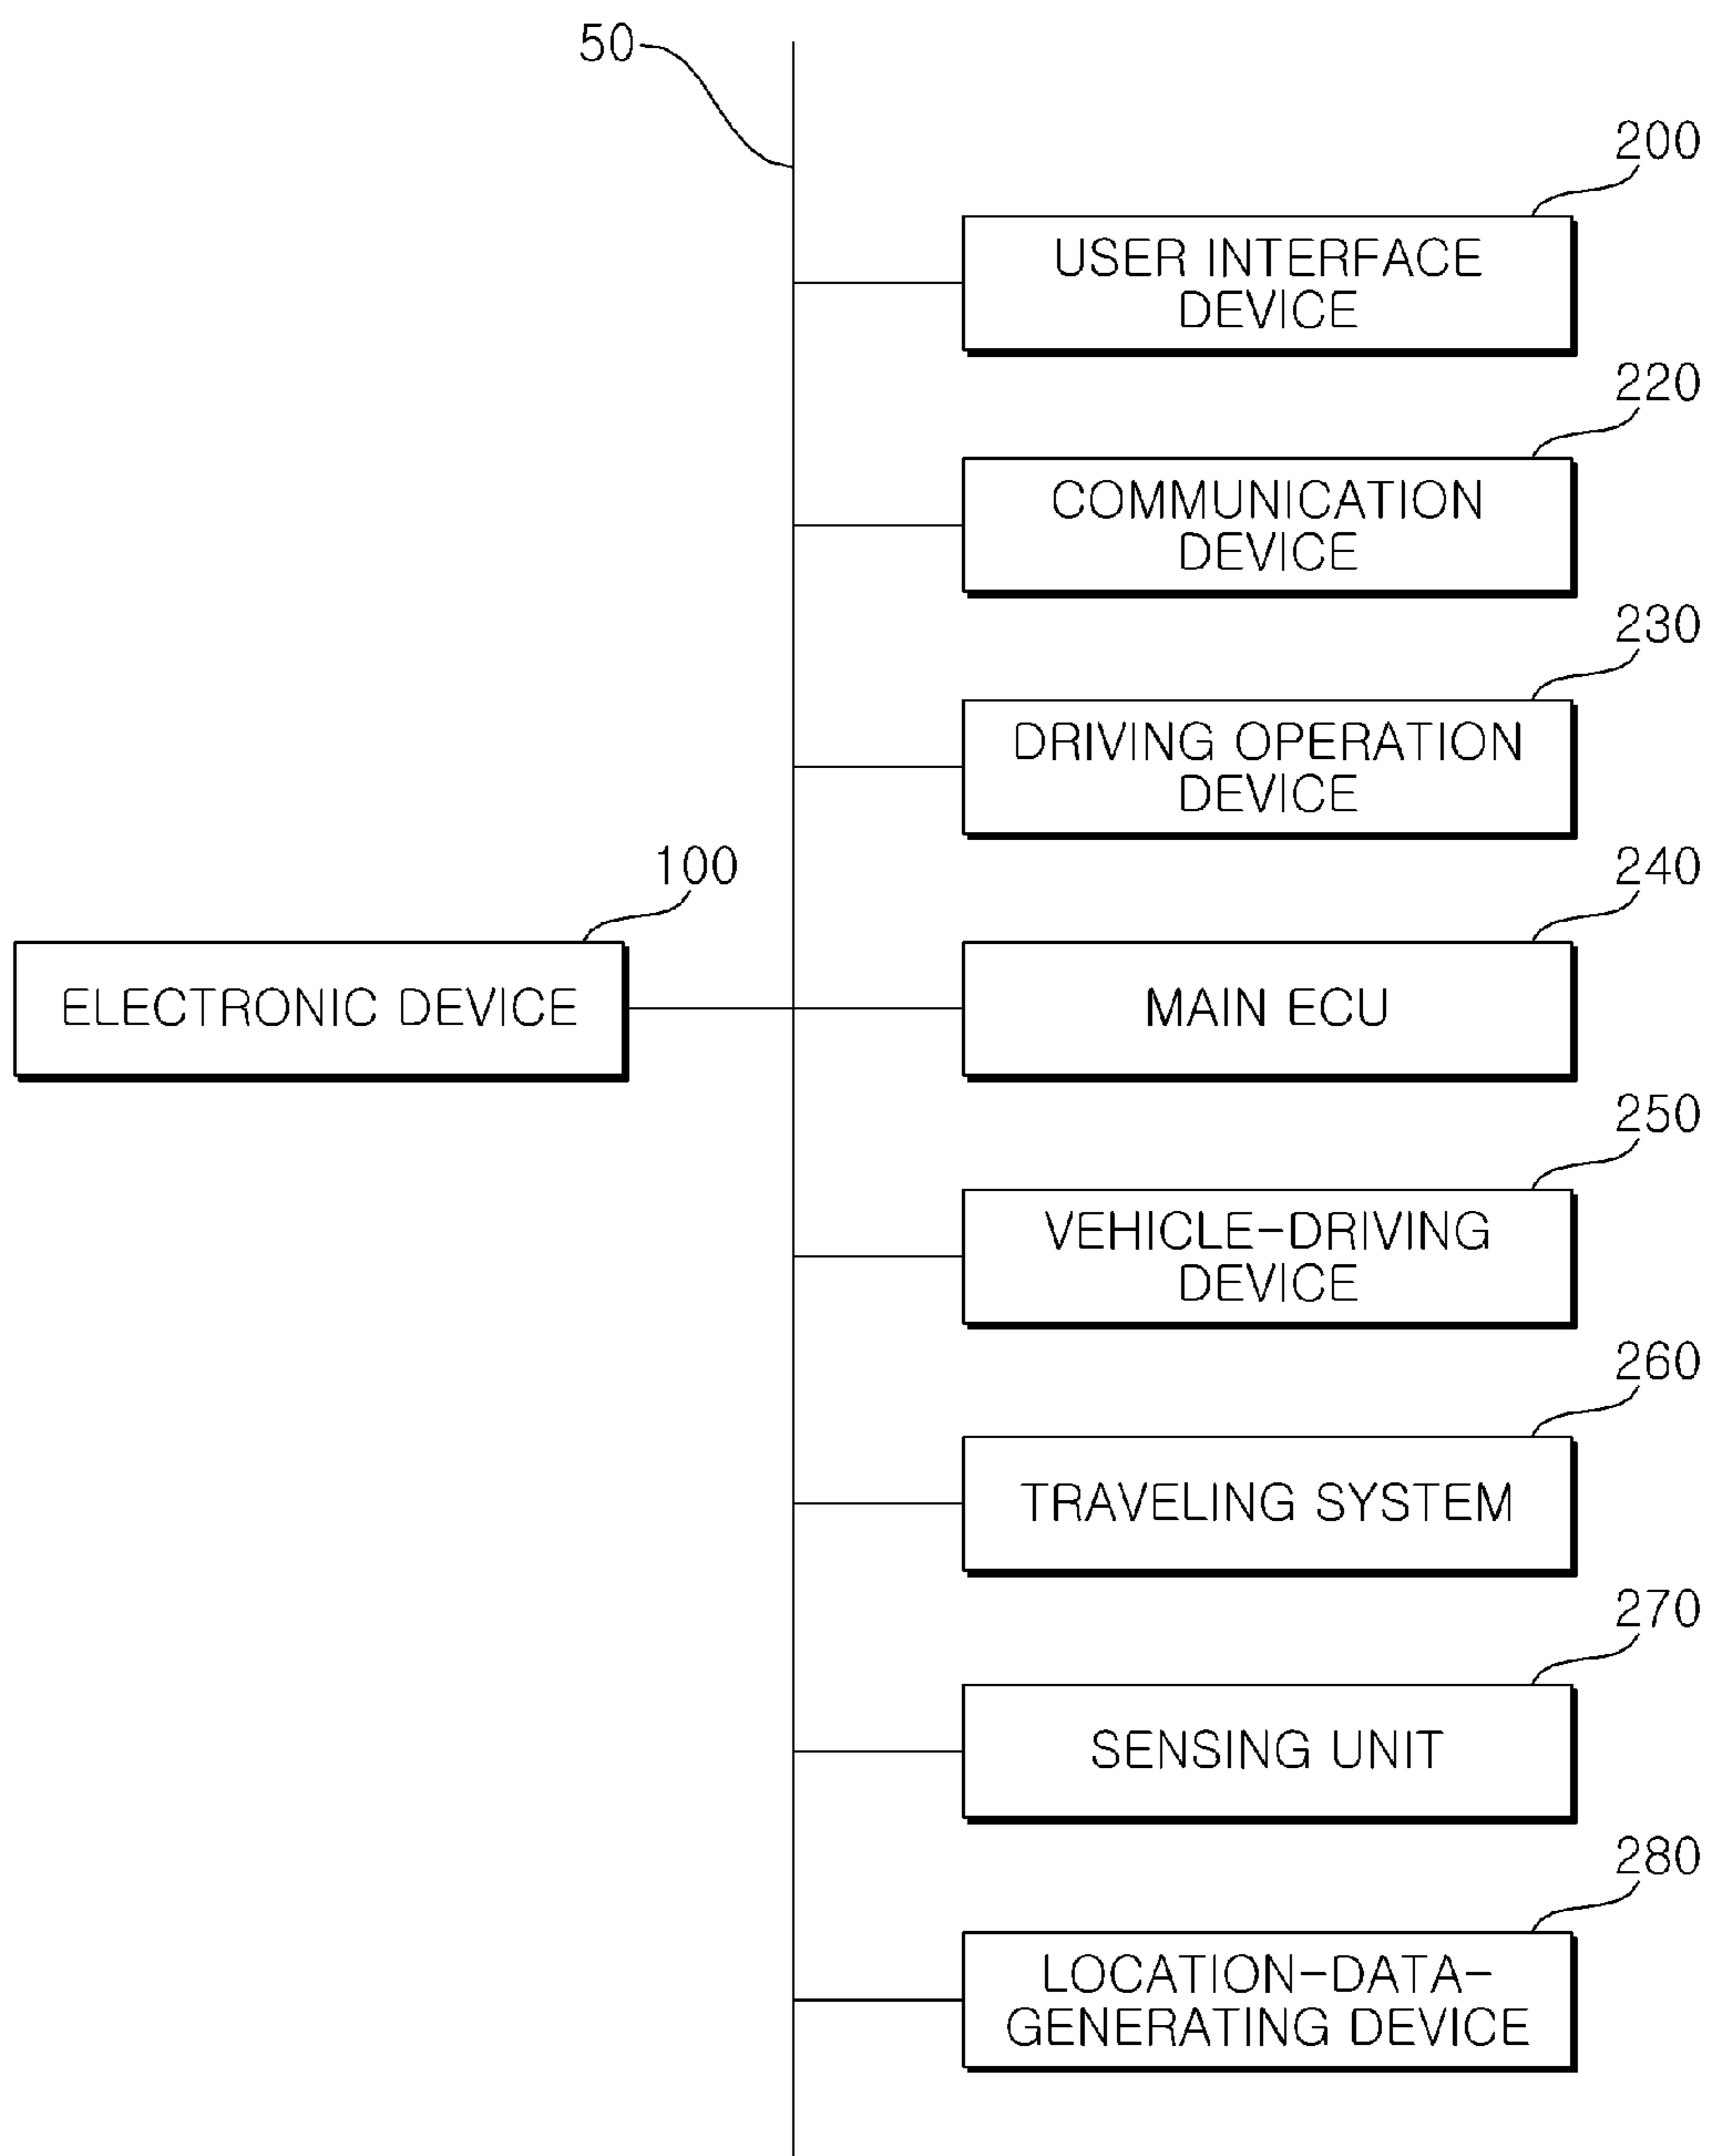 50
200
USER INTERFACE
DEVICE
220
COMMUNICATION
DEVICE
230
DRIVING OPERATION
DEVICE
100
ELECTRONIC DEVICE
240
MAIN ECU
250
VEHICLE-DRIVING
DEVICE
260
TRAVELING SYSTEM
270
SENSING UNIT
280
LOCATION-DATA-
GENERATING DEVICE